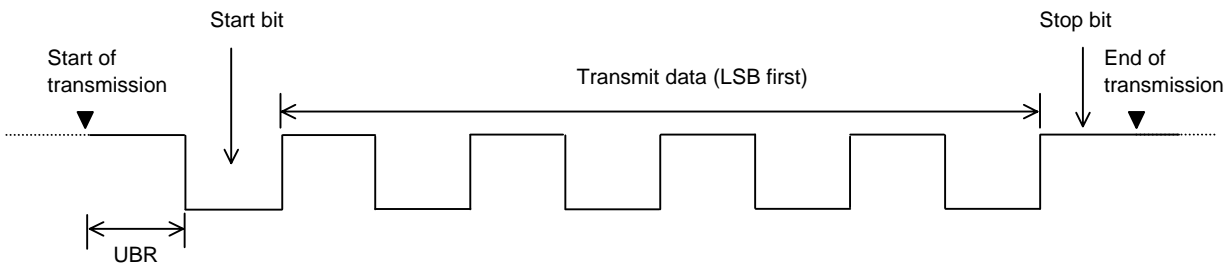 Start bit
Stop bit
Start of
transmission
End of
transmission
Transmit data (LSB first)
UBR